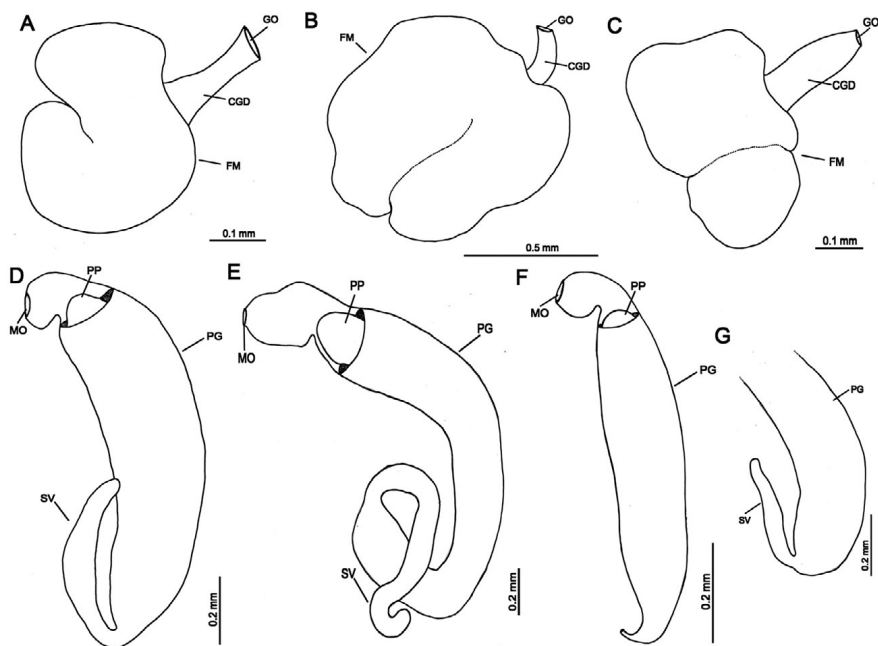 A
GO
CGD
FM
0.1 mm
B
GO
FM
CGD
0.5 mm
C
GO
CGD
FM
0.1 mm
D
PP
MO
PG
SV
0.2 mm
E
PP
MO
PG
SV
0.2 mm
F
PP
MO
PG
0.2 mm
G
PG
SV
0.2 mm